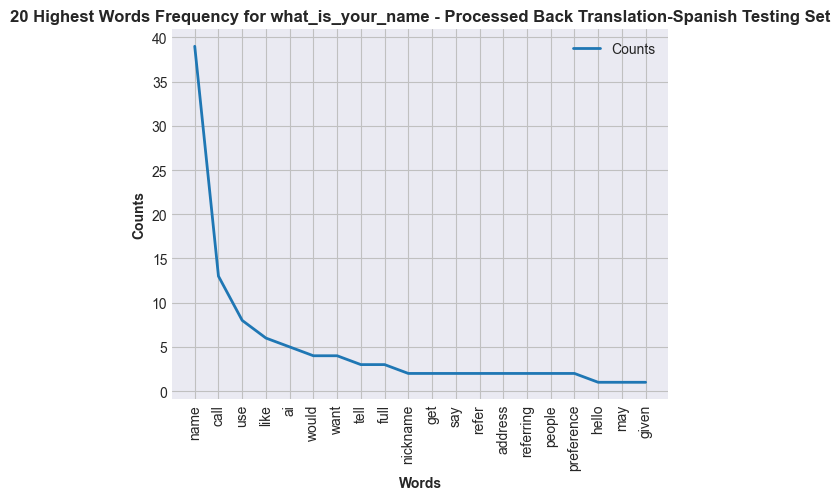 20 Highest Words Frequency for what_is_your_name - Processed Back Translation-Spanish Testing Set
Counts
Counts
40
35
30
25
20
15
10
5
0
name
call
use
like
ai
would
want
tell
full
nickname
get
say
refer
address
referring
people
preference
hello
may
given
Words